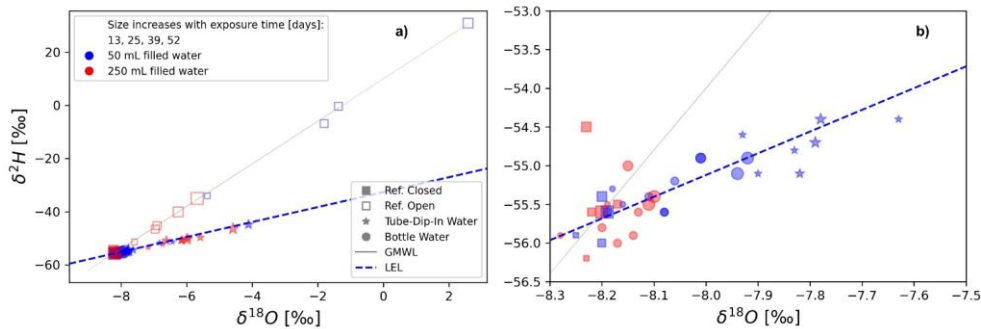 Size increases with exposure time [days]:
13, 25, 39, 52
50 mL filled water
250 mL filled water
a)
20
0
−20
−40
−60
δ²H [‰]
Ref. Closed
Ref. Open
Tube-Dip-In Water
Bottle Water
GMWL
LEL
−8 −6 −4 −2 0 2
δ¹⁸O [‰]
b)
−53.0
−53.5
−54.0
−54.5
−55.0
−55.5
−56.0
−56.5
−8.3 −8.2 −8.1 −8.0 −7.9 −7.8 −7.7 −7.6 −7.5
δ¹⁸O [‰]